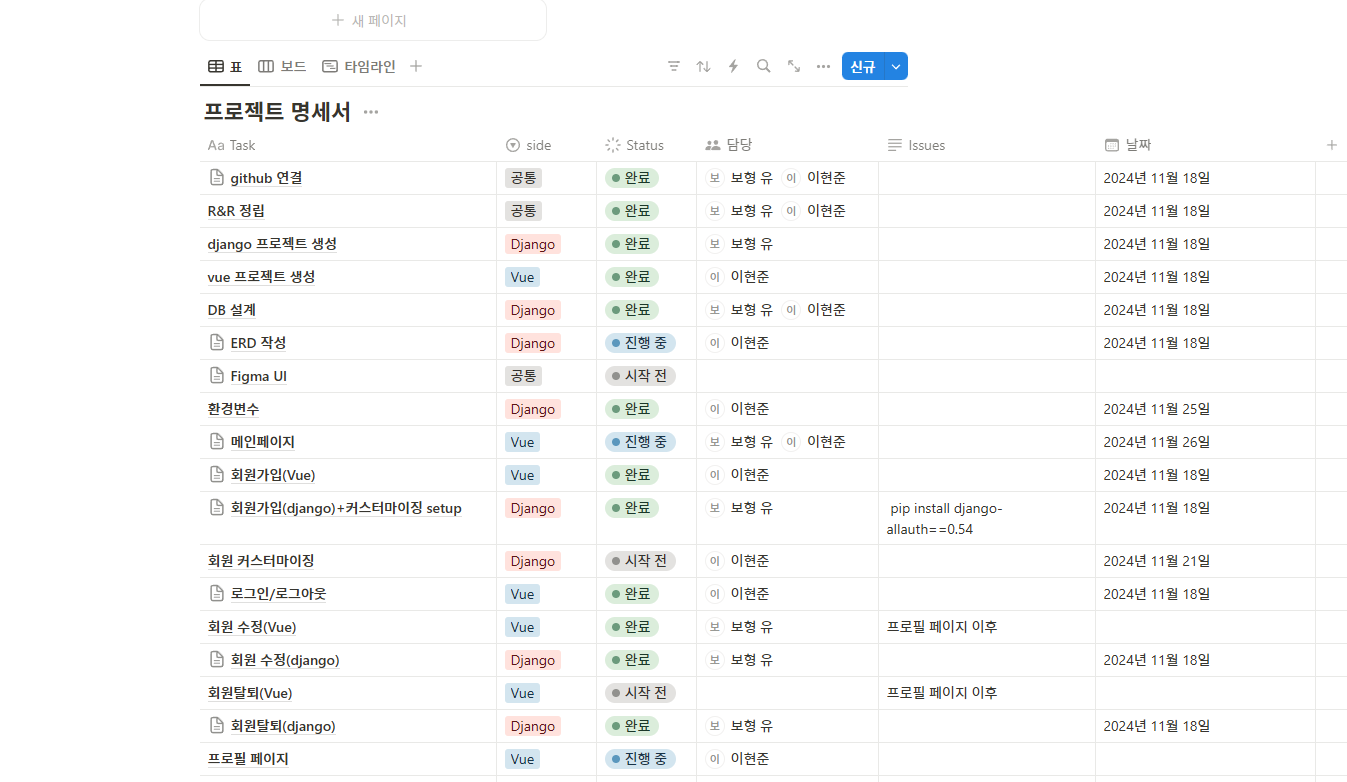 새 페이지
표 보드 타임라인 신규
프로젝트 명세서
Aa Task side Status 담당 Issues 날짜
github 연결 공통 완료 보 보형 유 이 이현준 2024년 11월 18일
R&R 정립 공통 완료 보 보형 유 이 이현준 2024년 11월 18일
django 프로젝트 생성 Django 완료 보 보형 유 2024년 11월 18일
vue 프로젝트 생성 Vue 완료 이 이현준 2024년 11월 18일
DB 설계 Django 완료 보 보형 유 이 이현준 2024년 11월 18일
ERD 작성 Django 진행 중 이 이현준 2024년 11월 18일
Figma UI 공통 시작 전
환경변수 Django 완료 이 이현준 2024년 11월 25일
메인페이지 Vue 진행 중 보 보형 유 이 이현준 2024년 11월 26일
회원가입(Vue) Vue 완료 이 이현준 2024년 11월 18일
회원가입(django)+커스터마이징 setup Django 완료 보 보형 유 pip install django- 2024년 11월 18일
allauth==0.54
회원 커스터마이징 Django 시작 전 이 이현준 2024년 11월 21일
로그인/로그아웃 Vue 완료 이 이현준 2024년 11월 18일
회원 수정(Vue) Vue 완료 보 보형 유 프로필 페이지 이후
회원 수정(django) Django 완료 보 보형 유 2024년 11월 18일
회원탈퇴(Vue) Vue 시작 전 프로필 페이지 이후
회원탈퇴(django) Django 완료 보 보형 유 2024년 11월 18일
프로필 페이지 Vue 진행 중 이 이현준